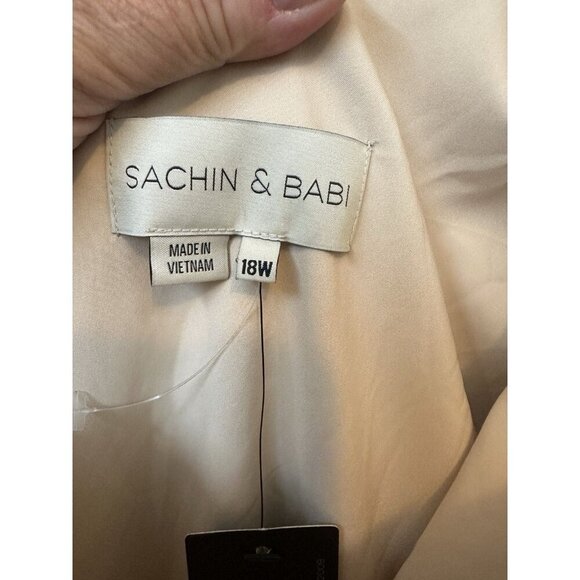 SACHIN & BABI
MADE IN
VIETNAM
18W